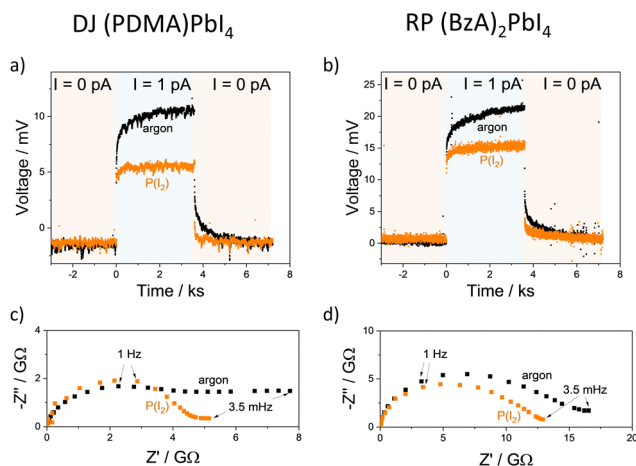 DJ (PDMA)PbI₄
RP (BzA)₂PbI₄
a)
I = 0 pA
I = 1 pA
I = 0 pA
argon
P(I₂)
Voltage / mV
10
5
0
-2
0
2
4
6
8
Time / ks
b)
I = 0 pA
I = 1 pA
I = 0 pA
argon
P(I₂)
Voltage / mV
25
20
15
10
5
0
-2
0
2
4
6
8
Time / ks
c)
1 Hz
argon
P(I₂)
3.5 mHz
-Z'' / GΩ
4
2
0
0
2
4
6
8
Z' / GΩ
d)
1 Hz
argon
P(I₂)
3.5 mHz
-Z'' / GΩ
10
5
0
0
5
10
15
20
Z' / GΩ